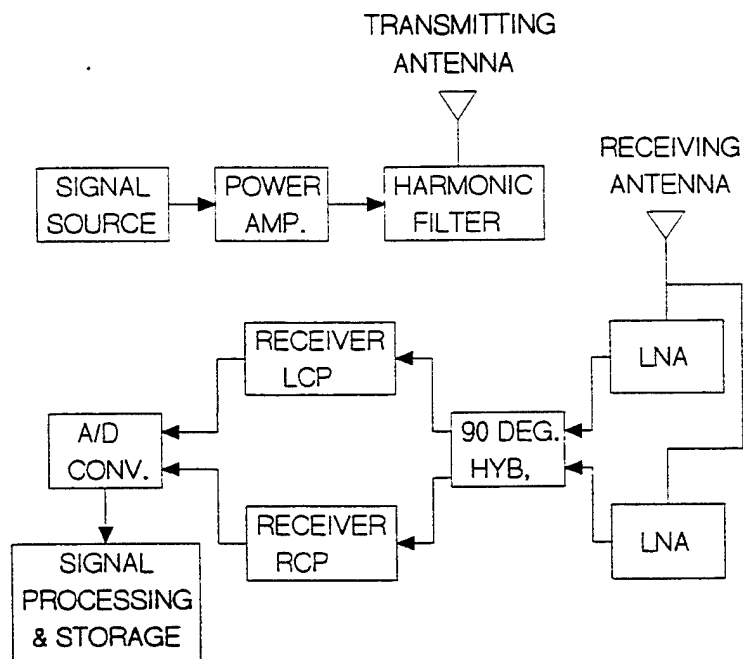 TRANSMITTING
ANTENNA
RECEIVING
ANTENNA
SIGNAL
SOURCE
POWER
AMP.
HARMONIC
FILTER
RECEIVER
LCP
LNA
A/D
CONV.
90 DEG.
HYB,
RECEIVER
RCP
LNA
SIGNAL
PROCESSING
& STORAGE